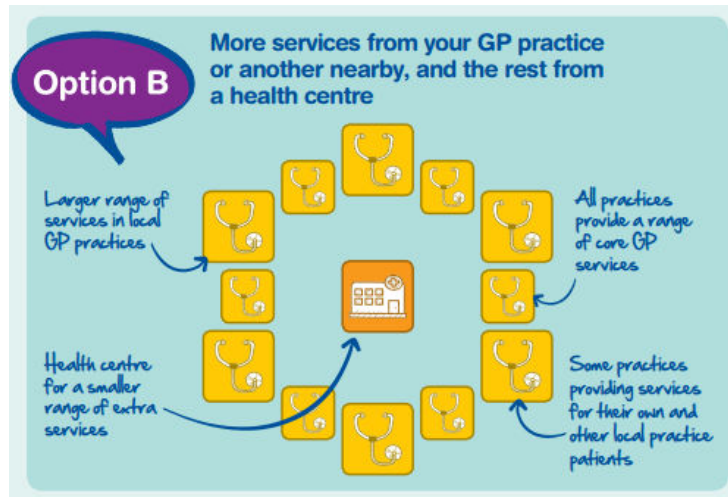 Option B
More services from your GP practice
or another nearby, and the rest from
a health centre
Larger range of
services in local
GP practices
All practices
provide a range
of core GP
services
Health centre
for a smaller
range of extra
services
Some practices
providing services
for their own and
other local practice
patients